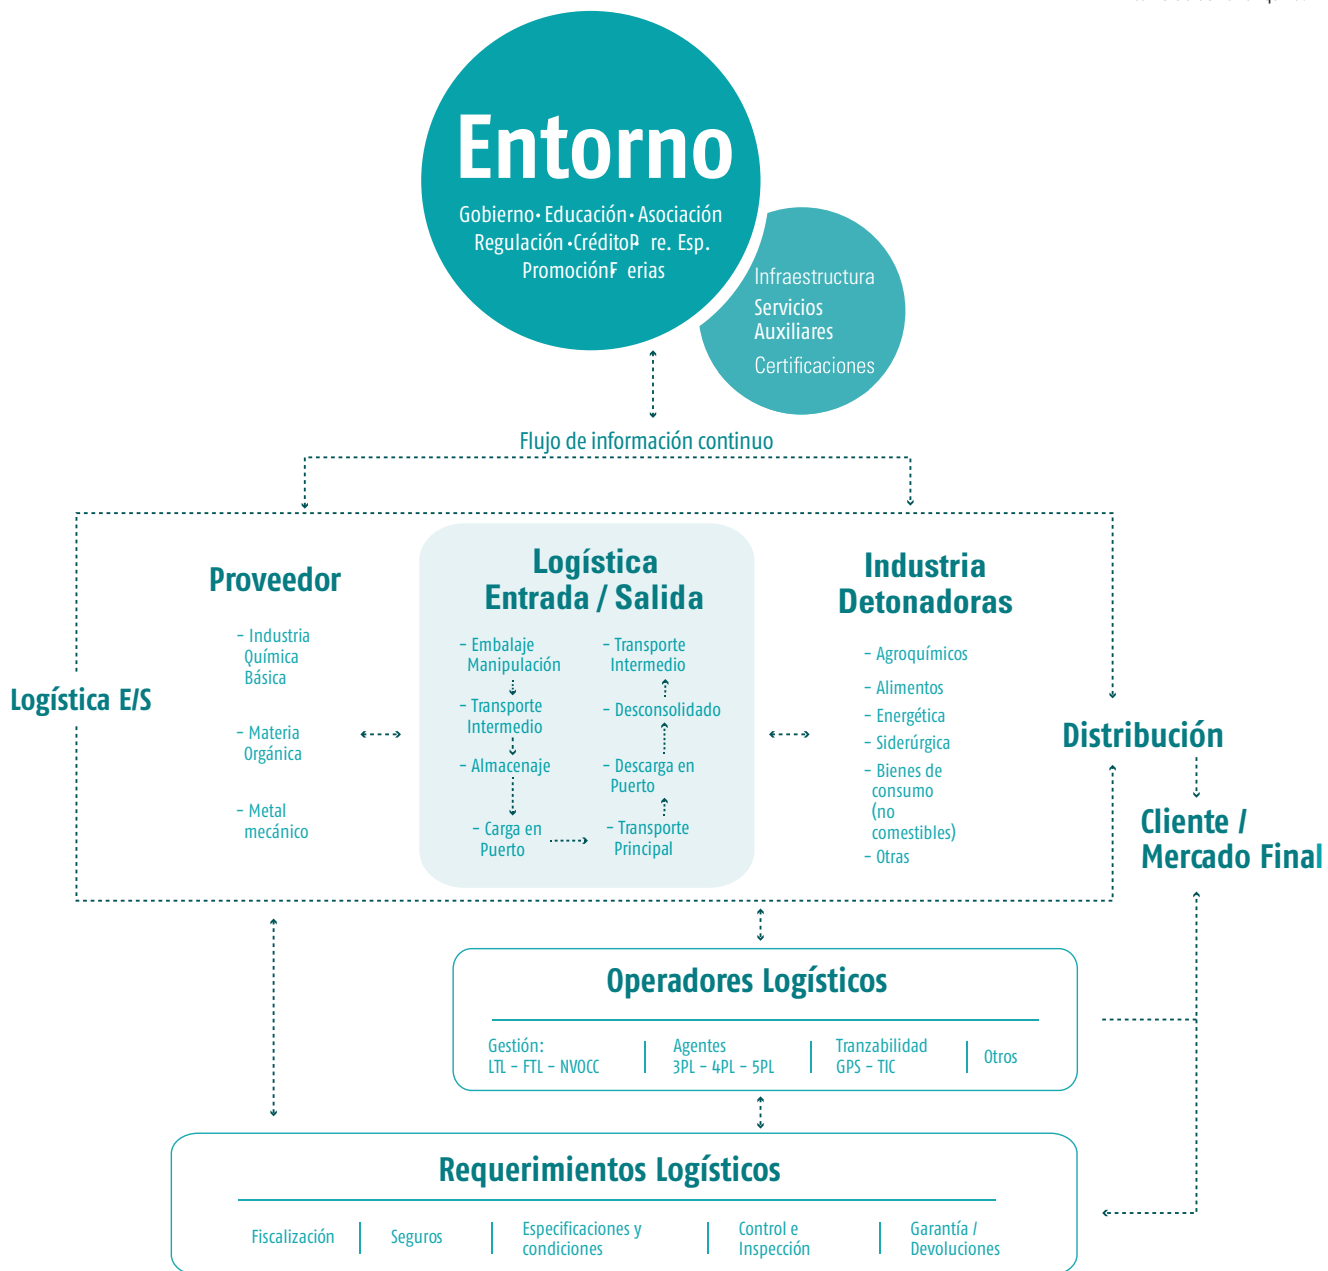 Entorno
Gobierno• Educación• Asociación
Regulación •CréditoP re. Esp.
PromociónF erias
Infraestructura
Servicios
Auxiliares
Certificaciones
Flujo de información continuo
Logística E/S
Proveedor
– Industria
Química
Básica
– Materia
Orgánica
– Metal
mecánico
Logística
Entrada / Salida
– Embalaje
Manipulación
– Transporte
Intermedio
– Almacenaje
– Carga en
Puerto
– Transporte
Intermedio
– Desconsolidado
– Descarga en
Puerto
– Transporte
Principal
Industria
Detonadoras
– Agroquímicos
– Alimentos
– Energética
– Siderúrgica
– Bienes de
consumo
(no
comestibles)
– Otras
Distribución
Cliente /
Mercado Final
Operadores Logísticos
Gestión:
LTL – FTL – NVOCC
Agentes
3PL – 4PL – 5PL
Tranzabilidad
GPS – TIC
Otros
Requerimientos Logísticos
Fiscalización
Seguros
Especificaciones y
condiciones
Control e
Inspección
Garantía /
Devoluciones